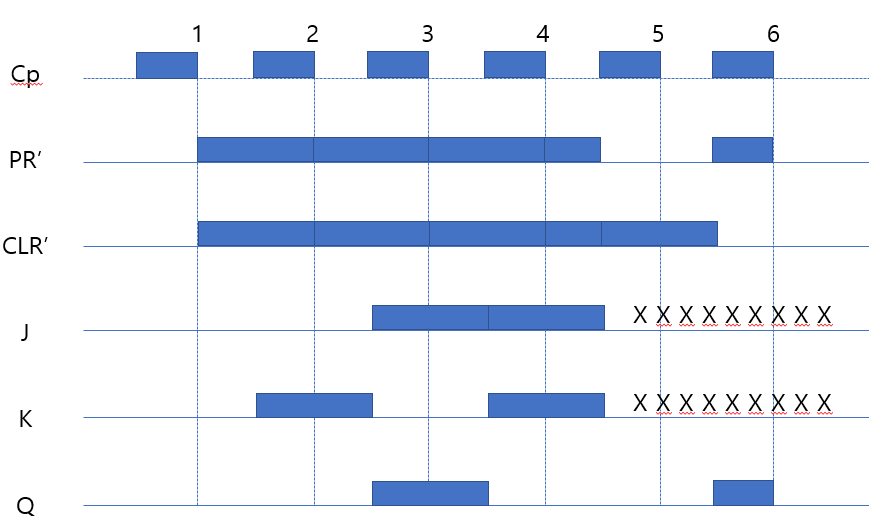 1 2 3 4 5 6
Cp
PR’
CLR’
J X X X X X X X X X
K X X X X X X X X X
Q